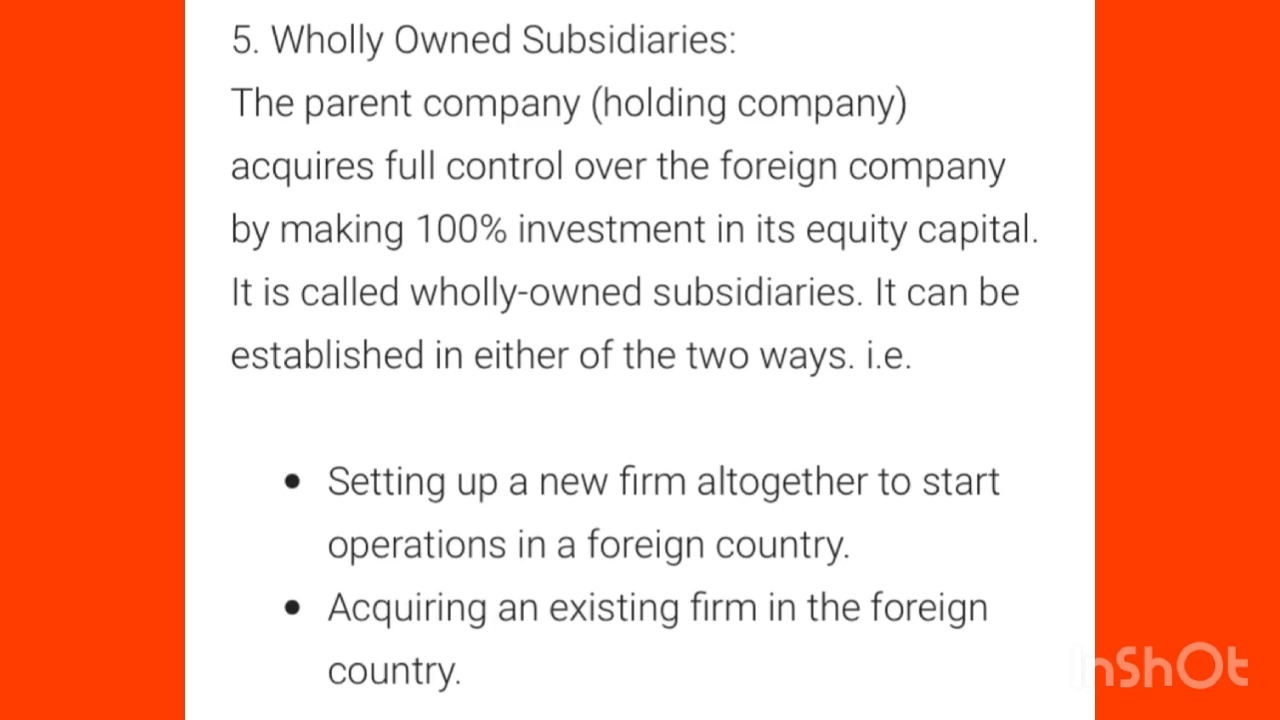 5. Wholly Owned Subsidiaries:
The parent company (holding company)
acquires full control over the foreign company
by making 100% investment in its equity capital.
It is called wholly-owned subsidiaries. It can be
established in either of the two ways. i.e.
• Setting up a new firm altogether to start
operations in a foreign country.
• Acquiring an existing firm in the foreign
country.
InShOt